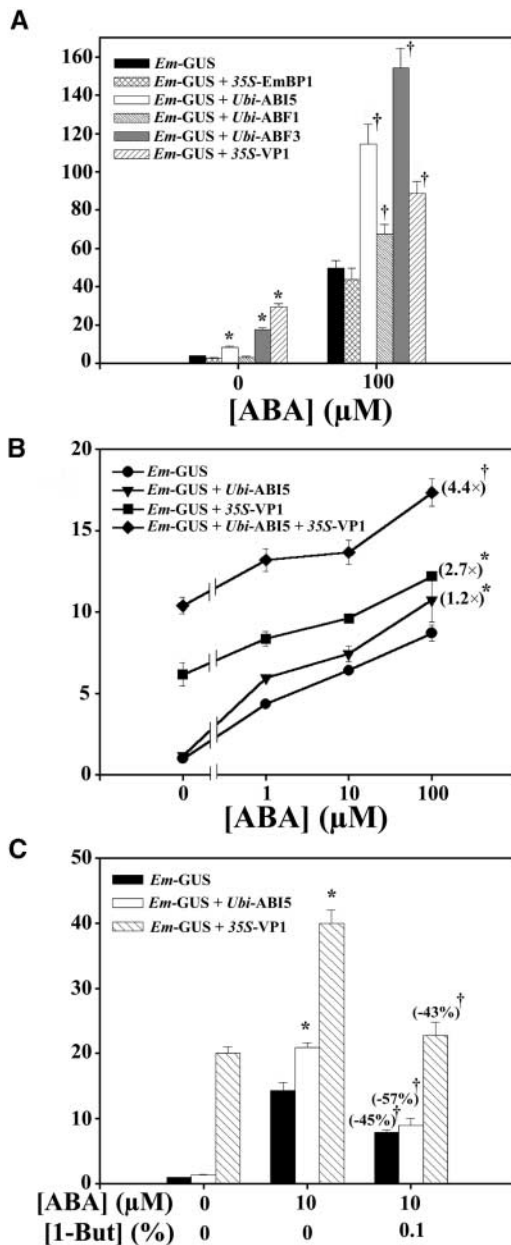 A
160
140
120
100
80
60
40
20
0
Em-GUS
Em-GUS + 35S-EmBP1
Em-GUS + Ubi-ABI5
Em-GUS + Ubi-ABF1
Em-GUS + Ubi-ABF3
Em-GUS + 35S-VP1
* * *
† † † †
0 100
[ABA] (µM)
B
20
15
10
5
0
Em-GUS
Em-GUS + Ubi-ABI5
Em-GUS + 35S-VP1
Em-GUS + Ubi-ABI5 + 35S-VP1
(4.4×)†
(2.7×)*
(1.2×)*
0 1 10 100
[ABA] (µM)
C
50
40
30
20
10
0
Em-GUS
Em-GUS + Ubi-ABI5
Em-GUS + 35S-VP1
* *
(-43%)†
(-57%)†
(-45%)†
[ABA] (µM) 0 10 10
[1-But] (%) 0 0 0.1